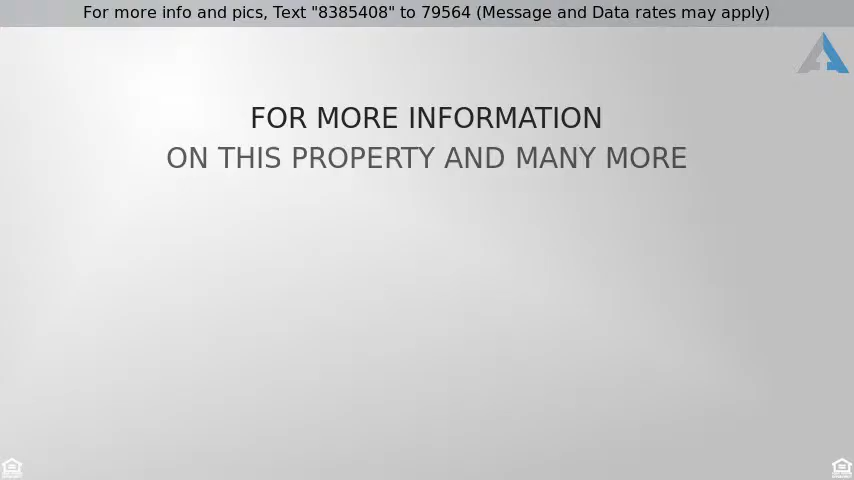 For more info and pics, Text "8385408" to 79564 (Message and Data rates may apply)
FOR MORE INFORMATION
ON THIS PROPERTY AND MANY MORE